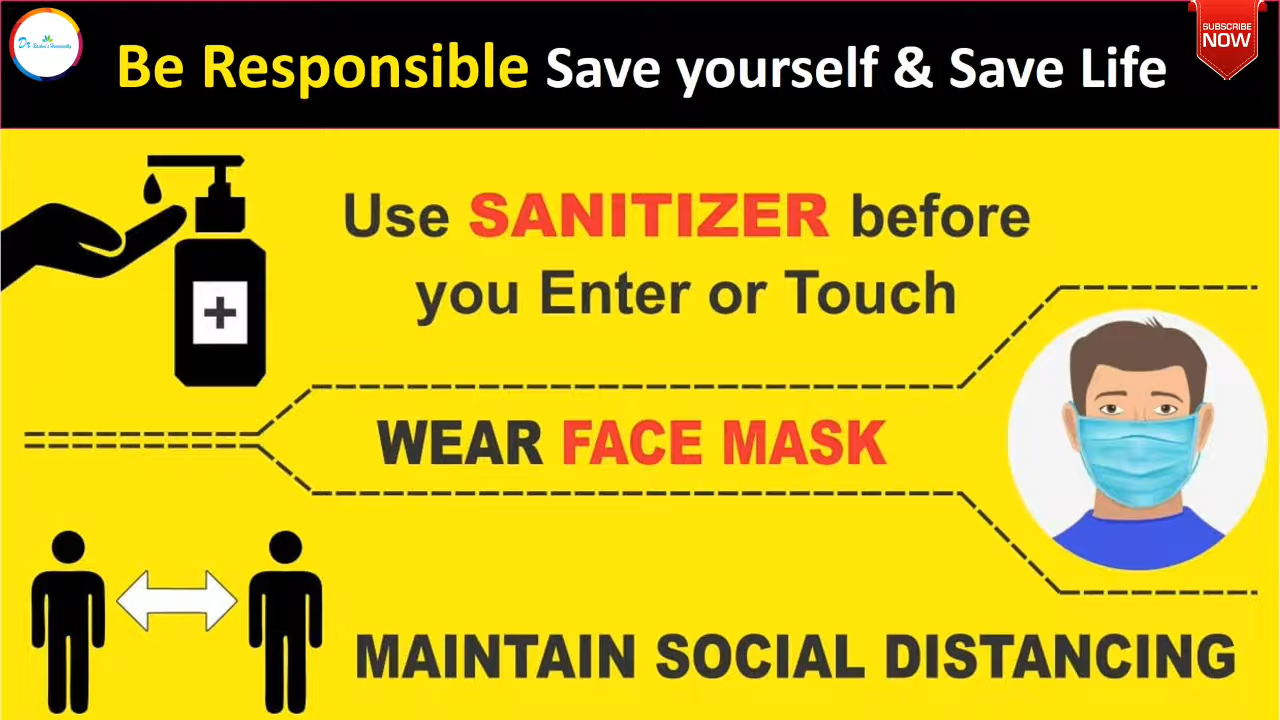 Be Responsible Save yourself & Save Life
SUBSCRIBE
NOW
Dr
Use SANITIZER before
you Enter or Touch
WEAR FACE MASK
MAINTAIN SOCIAL DISTANCING